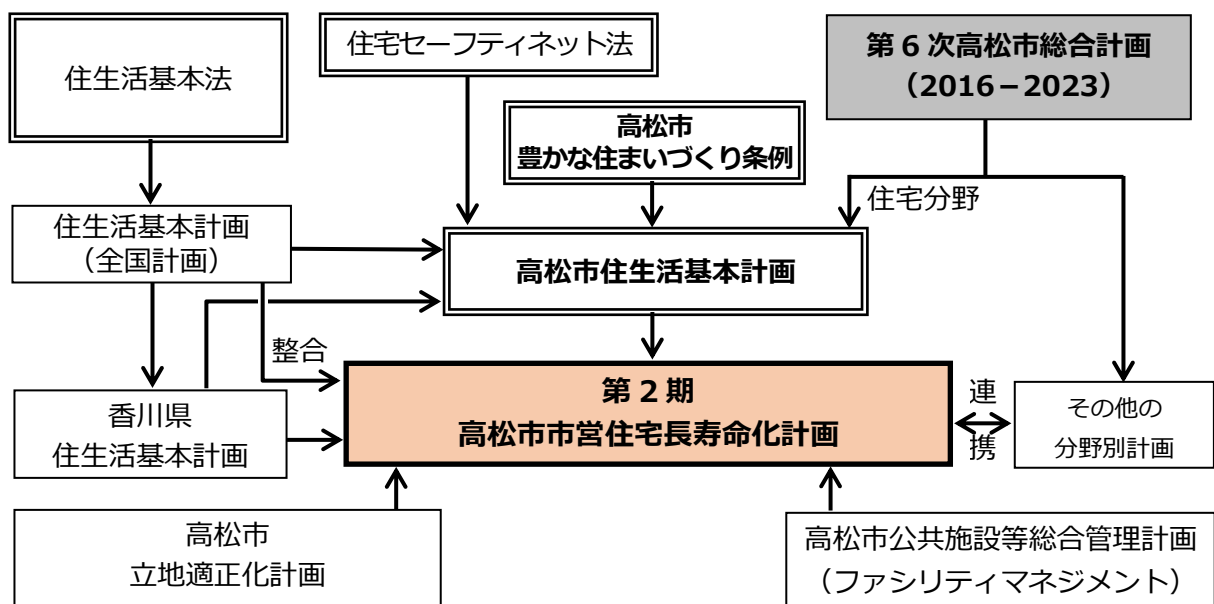 住生活基本法
住宅セーフティネット法
第6次高松市総合計画
（2016－2023）
高松市
豊かな住まいづくり条例
住宅分野
住生活基本計画
（全国計画）
高松市住生活基本計画
整合
第2期
高松市市営住宅長寿命化計画
連
携
その他の
分野別計画
香川県
住生活基本計画
高松市
立地適正化計画
高松市公共施設等総合管理計画
（ファシリティマネジメント）